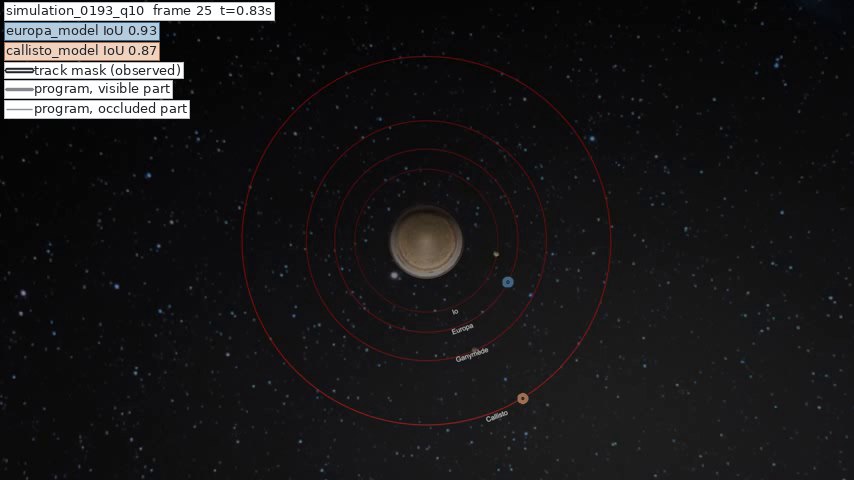 simulation_0193_q10 frame 25 t=0.83s
europa_model IoU 0.93
callisto_model IoU 0.87
track mask (observed)
program, visible part
program, occluded part
Io
Europa
Ganymede
Callisto